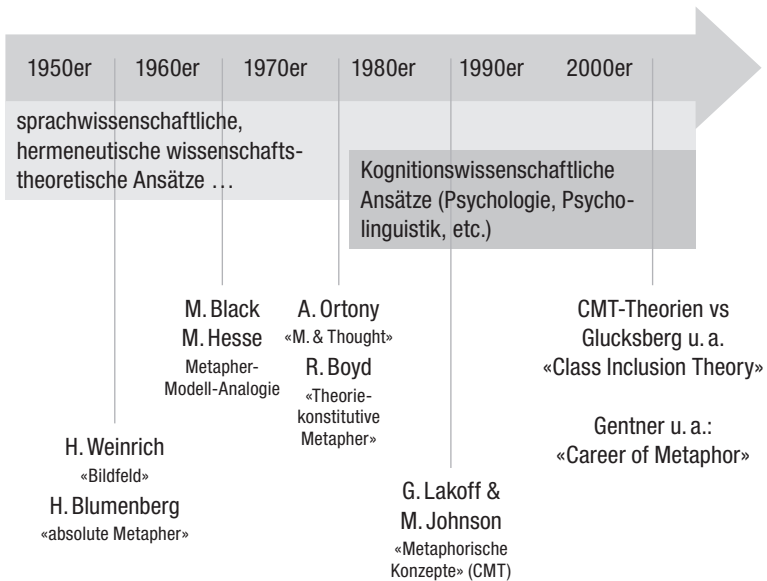 1950er 1960er 1970er 1980er 1990er 2000er
sprachwissenschaftliche,
hermeneutische wissenschafts-
theoretische Ansätze …
Kognitionswissenschaftliche
Ansätze (Psychologie, Psycho-
linguistik, etc.)
M. Black
M. Hesse
Metapher-
Modell-Analogie
A. Ortony
«M. & Thought»
R. Boyd
«Theorie-
konstitutive
Metapher»
CMT-Theorien vs
Glucksberg u. a.
«Class Inclusion Theory»
Gentner u. a.:
«Career of Metaphor»
H. Weinrich
«Bildfeld»
H. Blumenberg
«absolute Metapher»
G. Lakoff &
M. Johnson
«Metaphorische
Konzepte» (CMT)